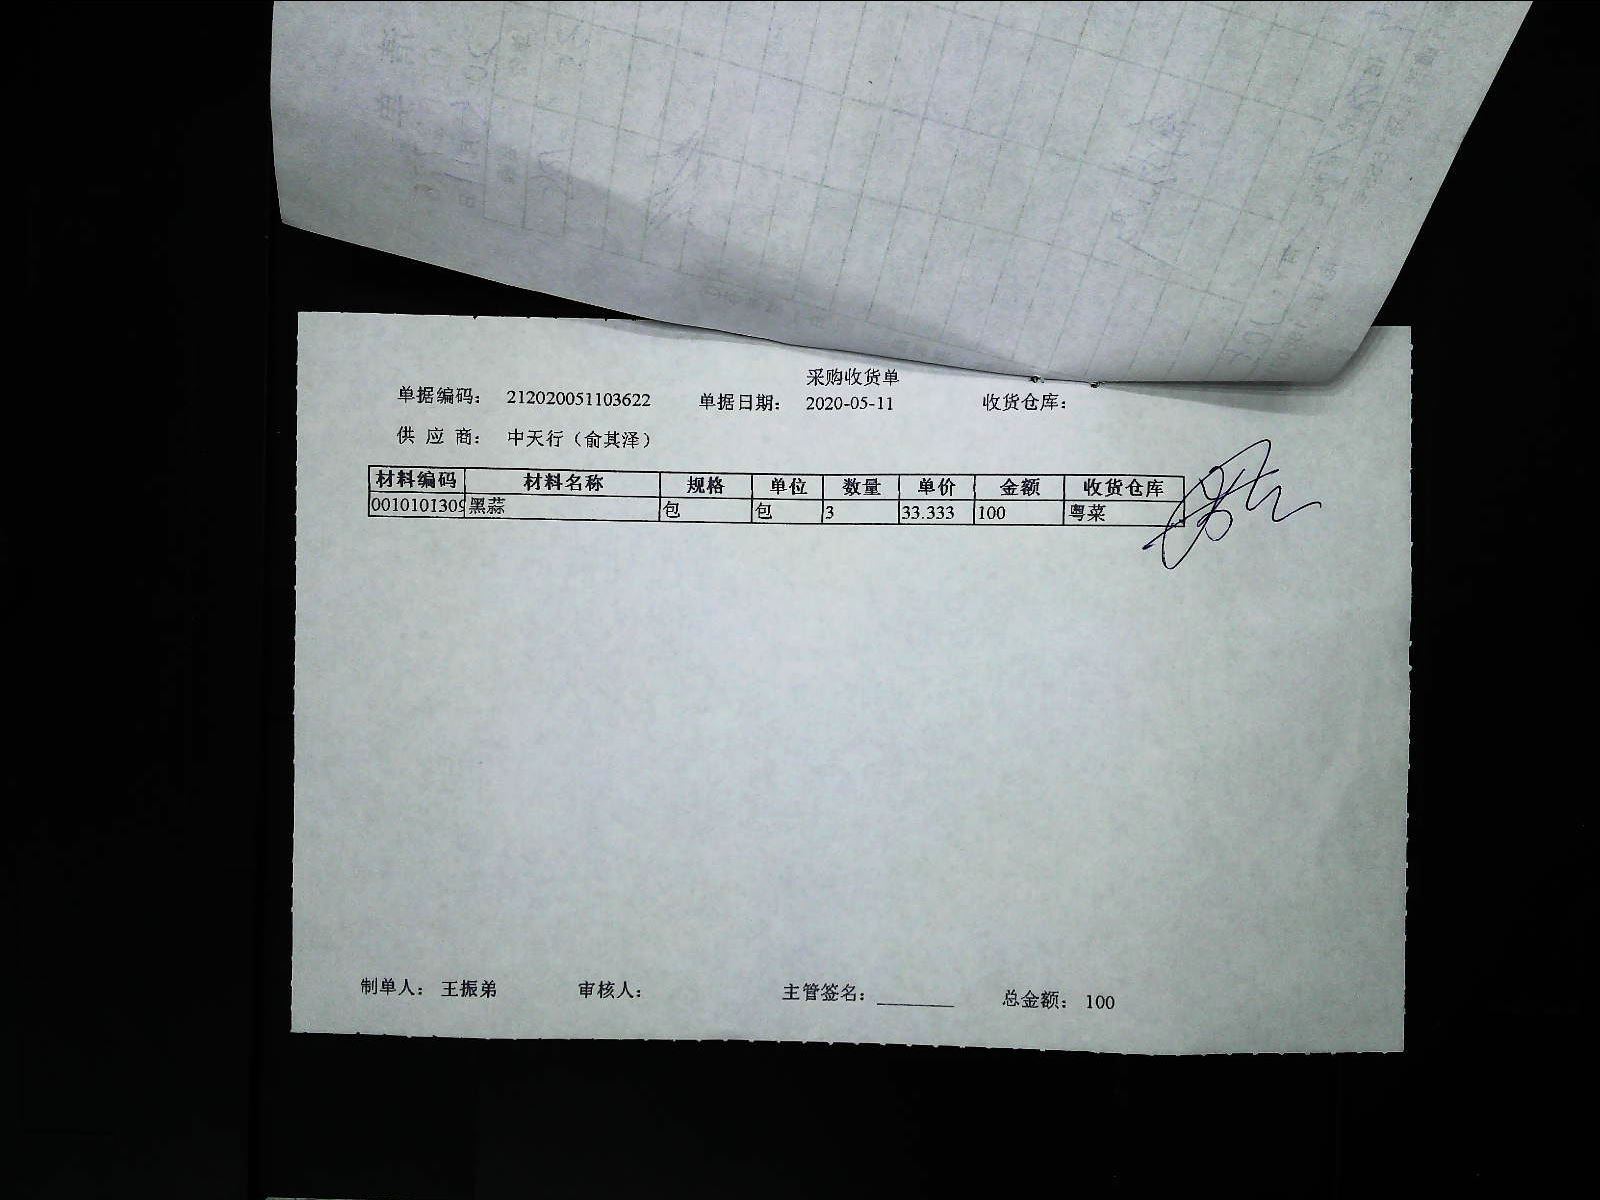 采购收货单
单据编码： 212020051103622 单据日期： 2020-05-11 收货仓库：
供 应 商： 中天行（俞其泽）
材料编码 材料名称 规格 单位 数量 单价 金额 收货仓库
0010101309 黑蒜 包 包 3 33.333 100 粤菜
制单人： 王振弟 审核人： 主管签名： ________ 总金额： 100